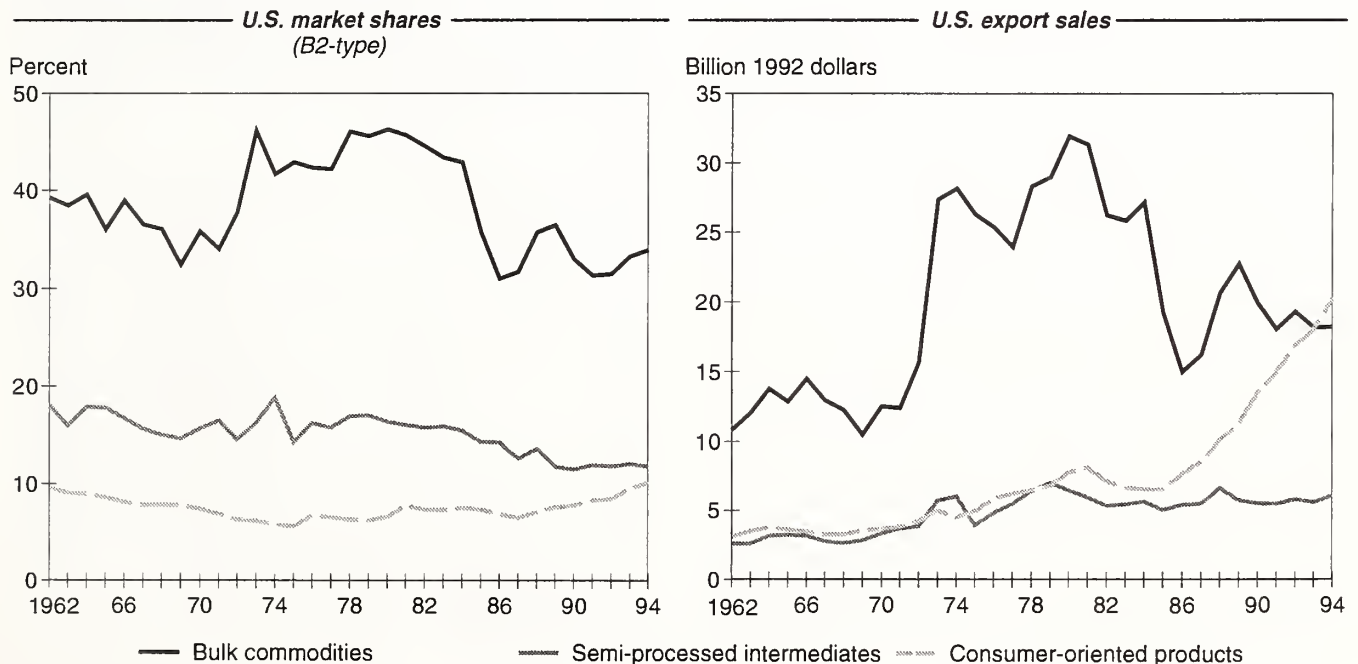 U.S. market shares
(B2-type)
Percent
50
40
30
20
10
0
1962 66 70 74 78 82 86 90 94
U.S. export sales
Billion 1992 dollars
35
30
25
20
15
10
5
0
1962 66 70 74 78 82 86 90 94
Bulk commodities Semi-processed intermediates Consumer-oriented products